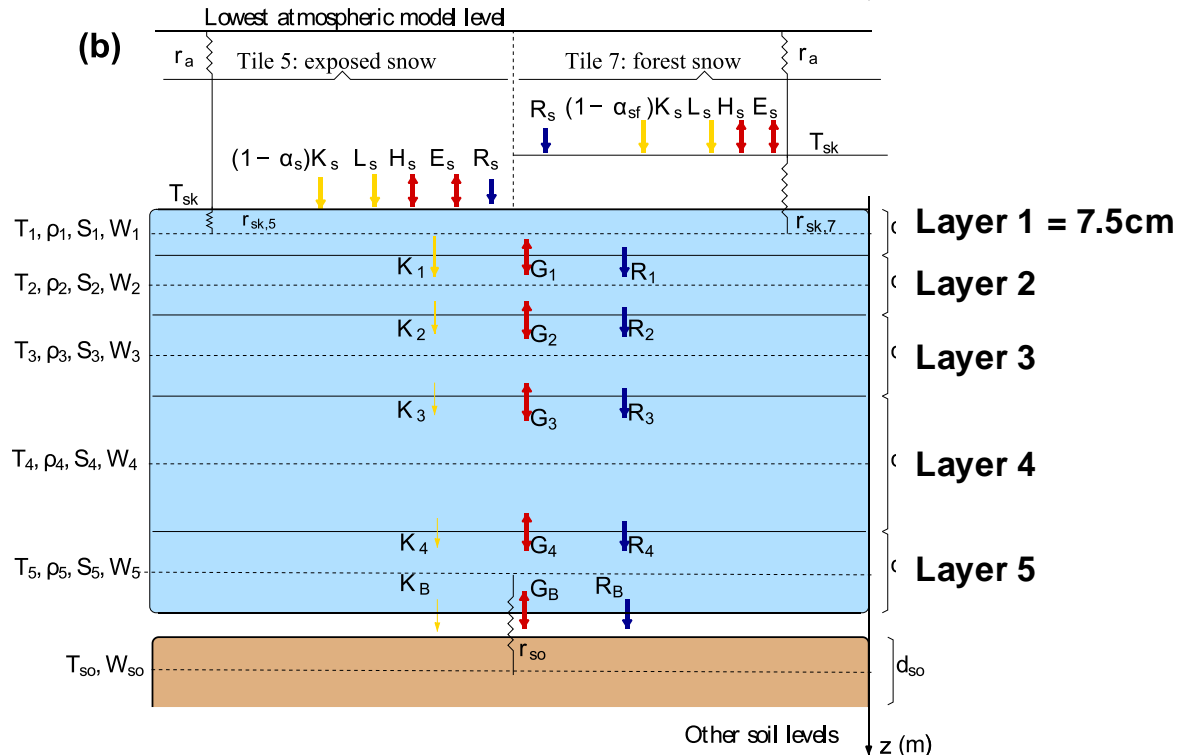 Lowest atmospheric model level
(b)
r_a
Tile 5: exposed snow
Tile 7: forest snow
r_a
R_s (1 − α_sf)K_s L_s H_s E_s
T_sk
(1 − α_s)K_s L_s H_s E_s R_s
T_sk
r_sk,5
r_sk,7
T_1, ρ_1, S_1, W_1
Layer 1 = 7.5cm
K_1 G_1 R_1
T_2, ρ_2, S_2, W_2
Layer 2
K_2 G_2 R_2
T_3, ρ_3, S_3, W_3
Layer 3
K_3 G_3 R_3
T_4, ρ_4, S_4, W_4
Layer 4
K_4 G_4 R_4
T_5, ρ_5, S_5, W_5
Layer 5
K_B G_B R_B
r_so
T_so, W_so
d_so
Other soil levels
z (m)